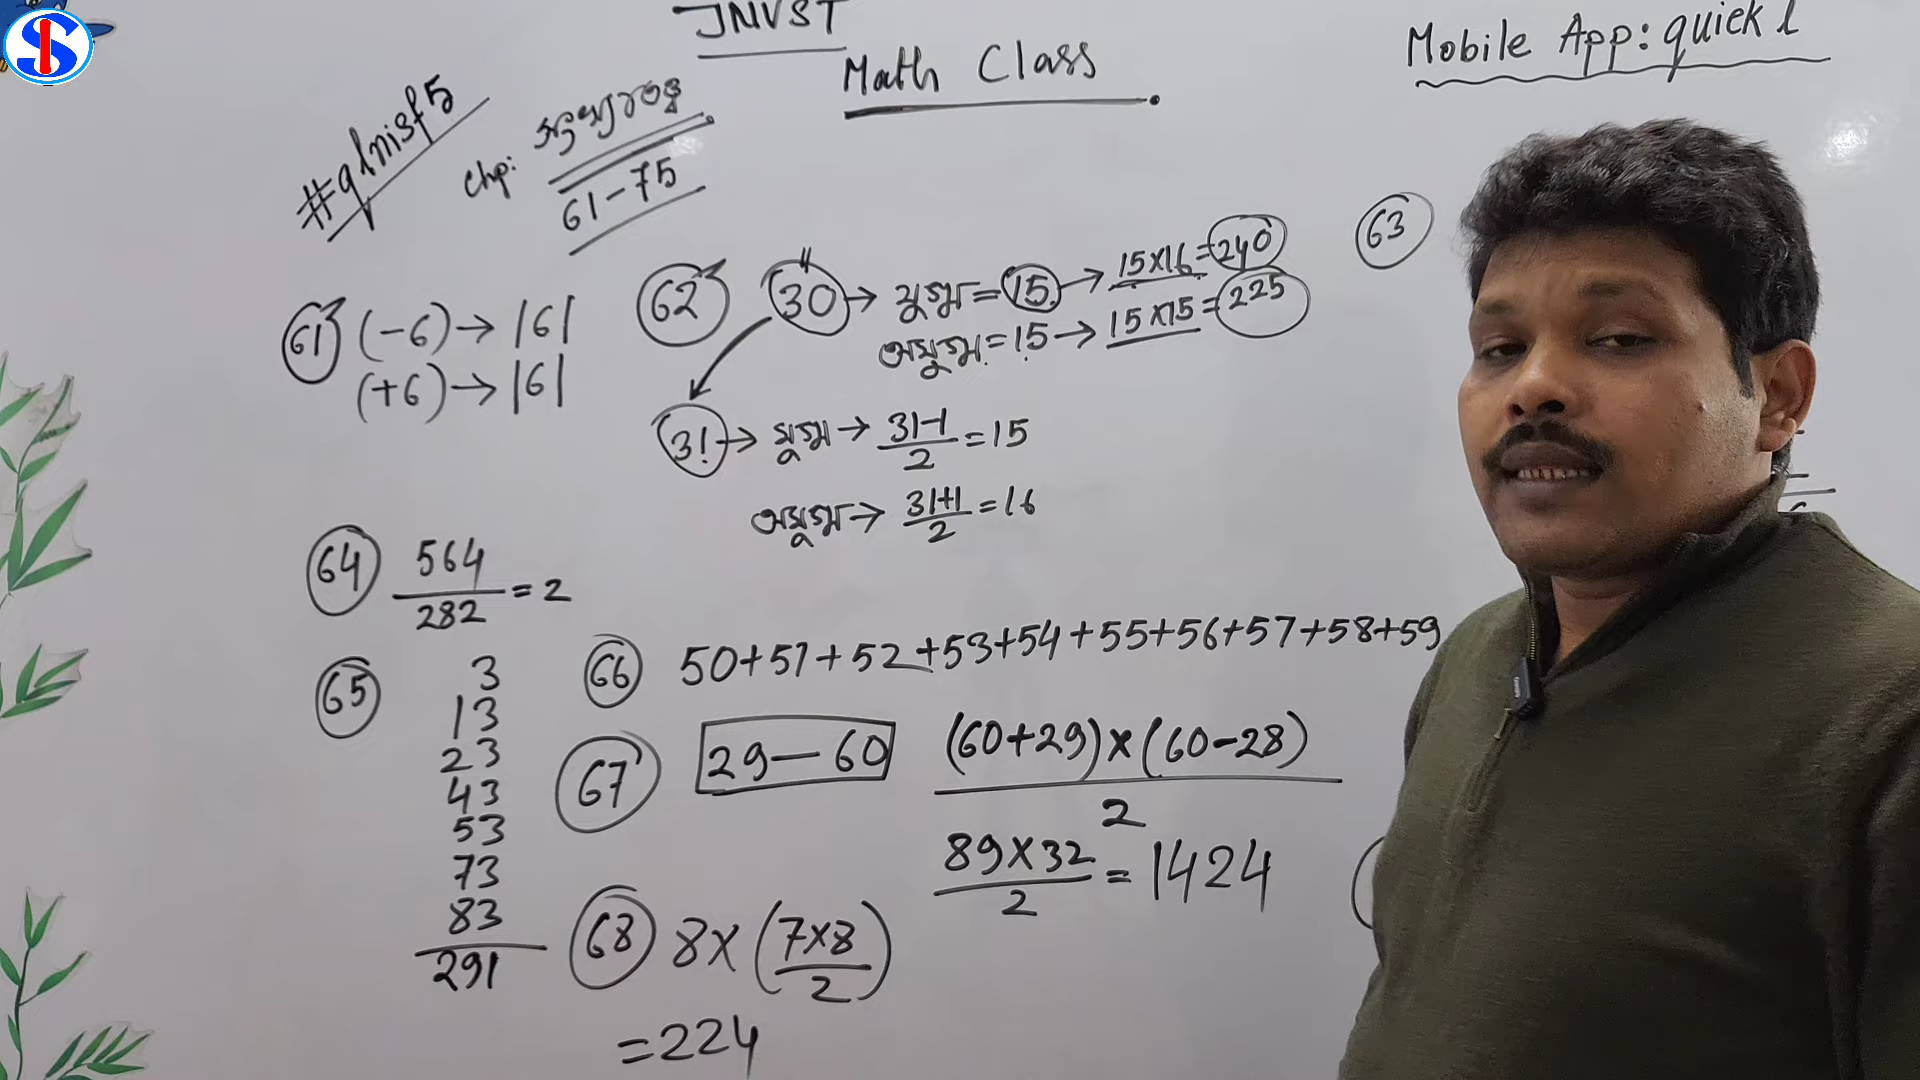 JNVST
Math Class
Mobile App: quick l
#qlnisf5
Chp:
61-75
61 (-6)→ |6|
(+6)→ |6|
62 30 → যুগ্ম = 15 → 15×16=240
অযুগ্ম = 15 → 15×15=225
31 → যুগ্ম → 31-1/2 = 15
অযুগ্ম → 31+1/2 = 16
63
64 564/282 = 2
65 3
13
23
43
53
73
83
291
66 50+51+52+53+54+55+56+57+58+59
67 29—60 (60+29)×(60-28)
2
89×32/2 = 1424
68 8×(7×8/2)
=224